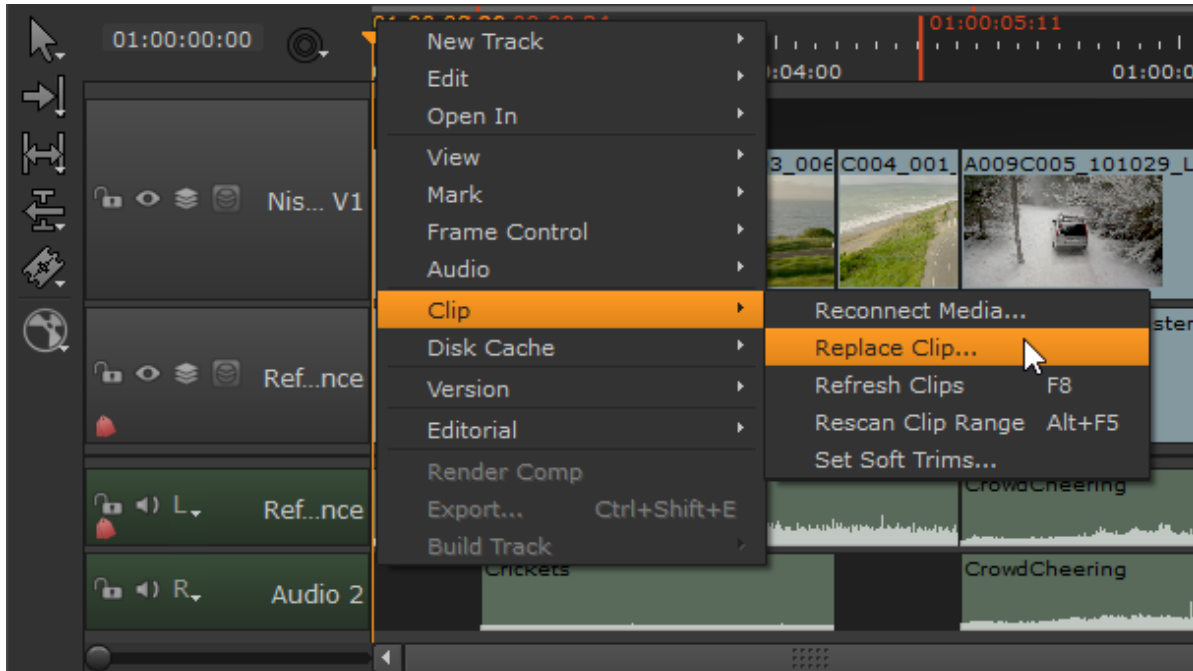 01:00:00:00
01:00:05:11
:04:00
01:00:0
New Track
Edit
Open In
View
Mark
Frame Control
Audio
Clip
Disk Cache
Version
Editorial
Render Comp
Export... Ctrl+Shift+E
Build Track
Reconnect Media...
Replace Clip...
Refresh Clips F8
Rescan Clip Range Alt+F5
Set Soft Trims...
Nis... V1
3_006
C004_001_
A009C005_101029_L
Ref...nce
ster
L
Ref...nce
CrowdCheering
R
Audio 2
Crickets
CrowdCheering